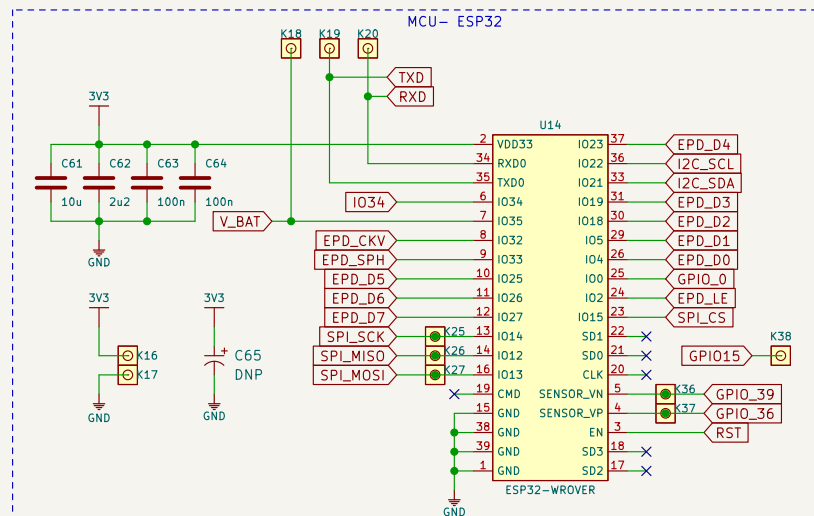 MCU- ESP32
K18 K19 K20
TXD
RXD
3V3
C61 C62 C63 C64
10u 2u2 100n 100n
GND
V_BAT
IO34
EPD_CKV
EPD_SPH
EPD_D5
EPD_D6
EPD_D7
SPI_SCK K25
SPI_MISO K26
SPI_MOSI K27
U14
2 VDD33 IO23 37 EPD_D4
34 RXD0 IO22 36 I2C_SCL
35 TXD0 IO21 33 I2C_SDA
6 IO34 IO19 31 EPD_D3
7 IO35 IO18 30 EPD_D2
8 IO32 IO5 29 EPD_D1
9 IO33 IO4 26 EPD_D0
10 IO25 IO0 25 GPIO_0
11 IO26 IO2 24 EPD_LE
12 IO27 IO15 23 SPI_CS
13 IO14 SD1 22
14 IO12 SD0 21
16 IO13 CLK 20
19 CMD SENSOR_VN 5 K36 GPIO_39
15 GND SENSOR_VP 4 K37 GPIO_36
38 GND EN 3 RST
39 GND SD3 18
1 GND SD2 17
ESP32-WROVER
GND
3V3
K16
K17
GND
3V3
C65
DNP
GND
K38
GPIO15